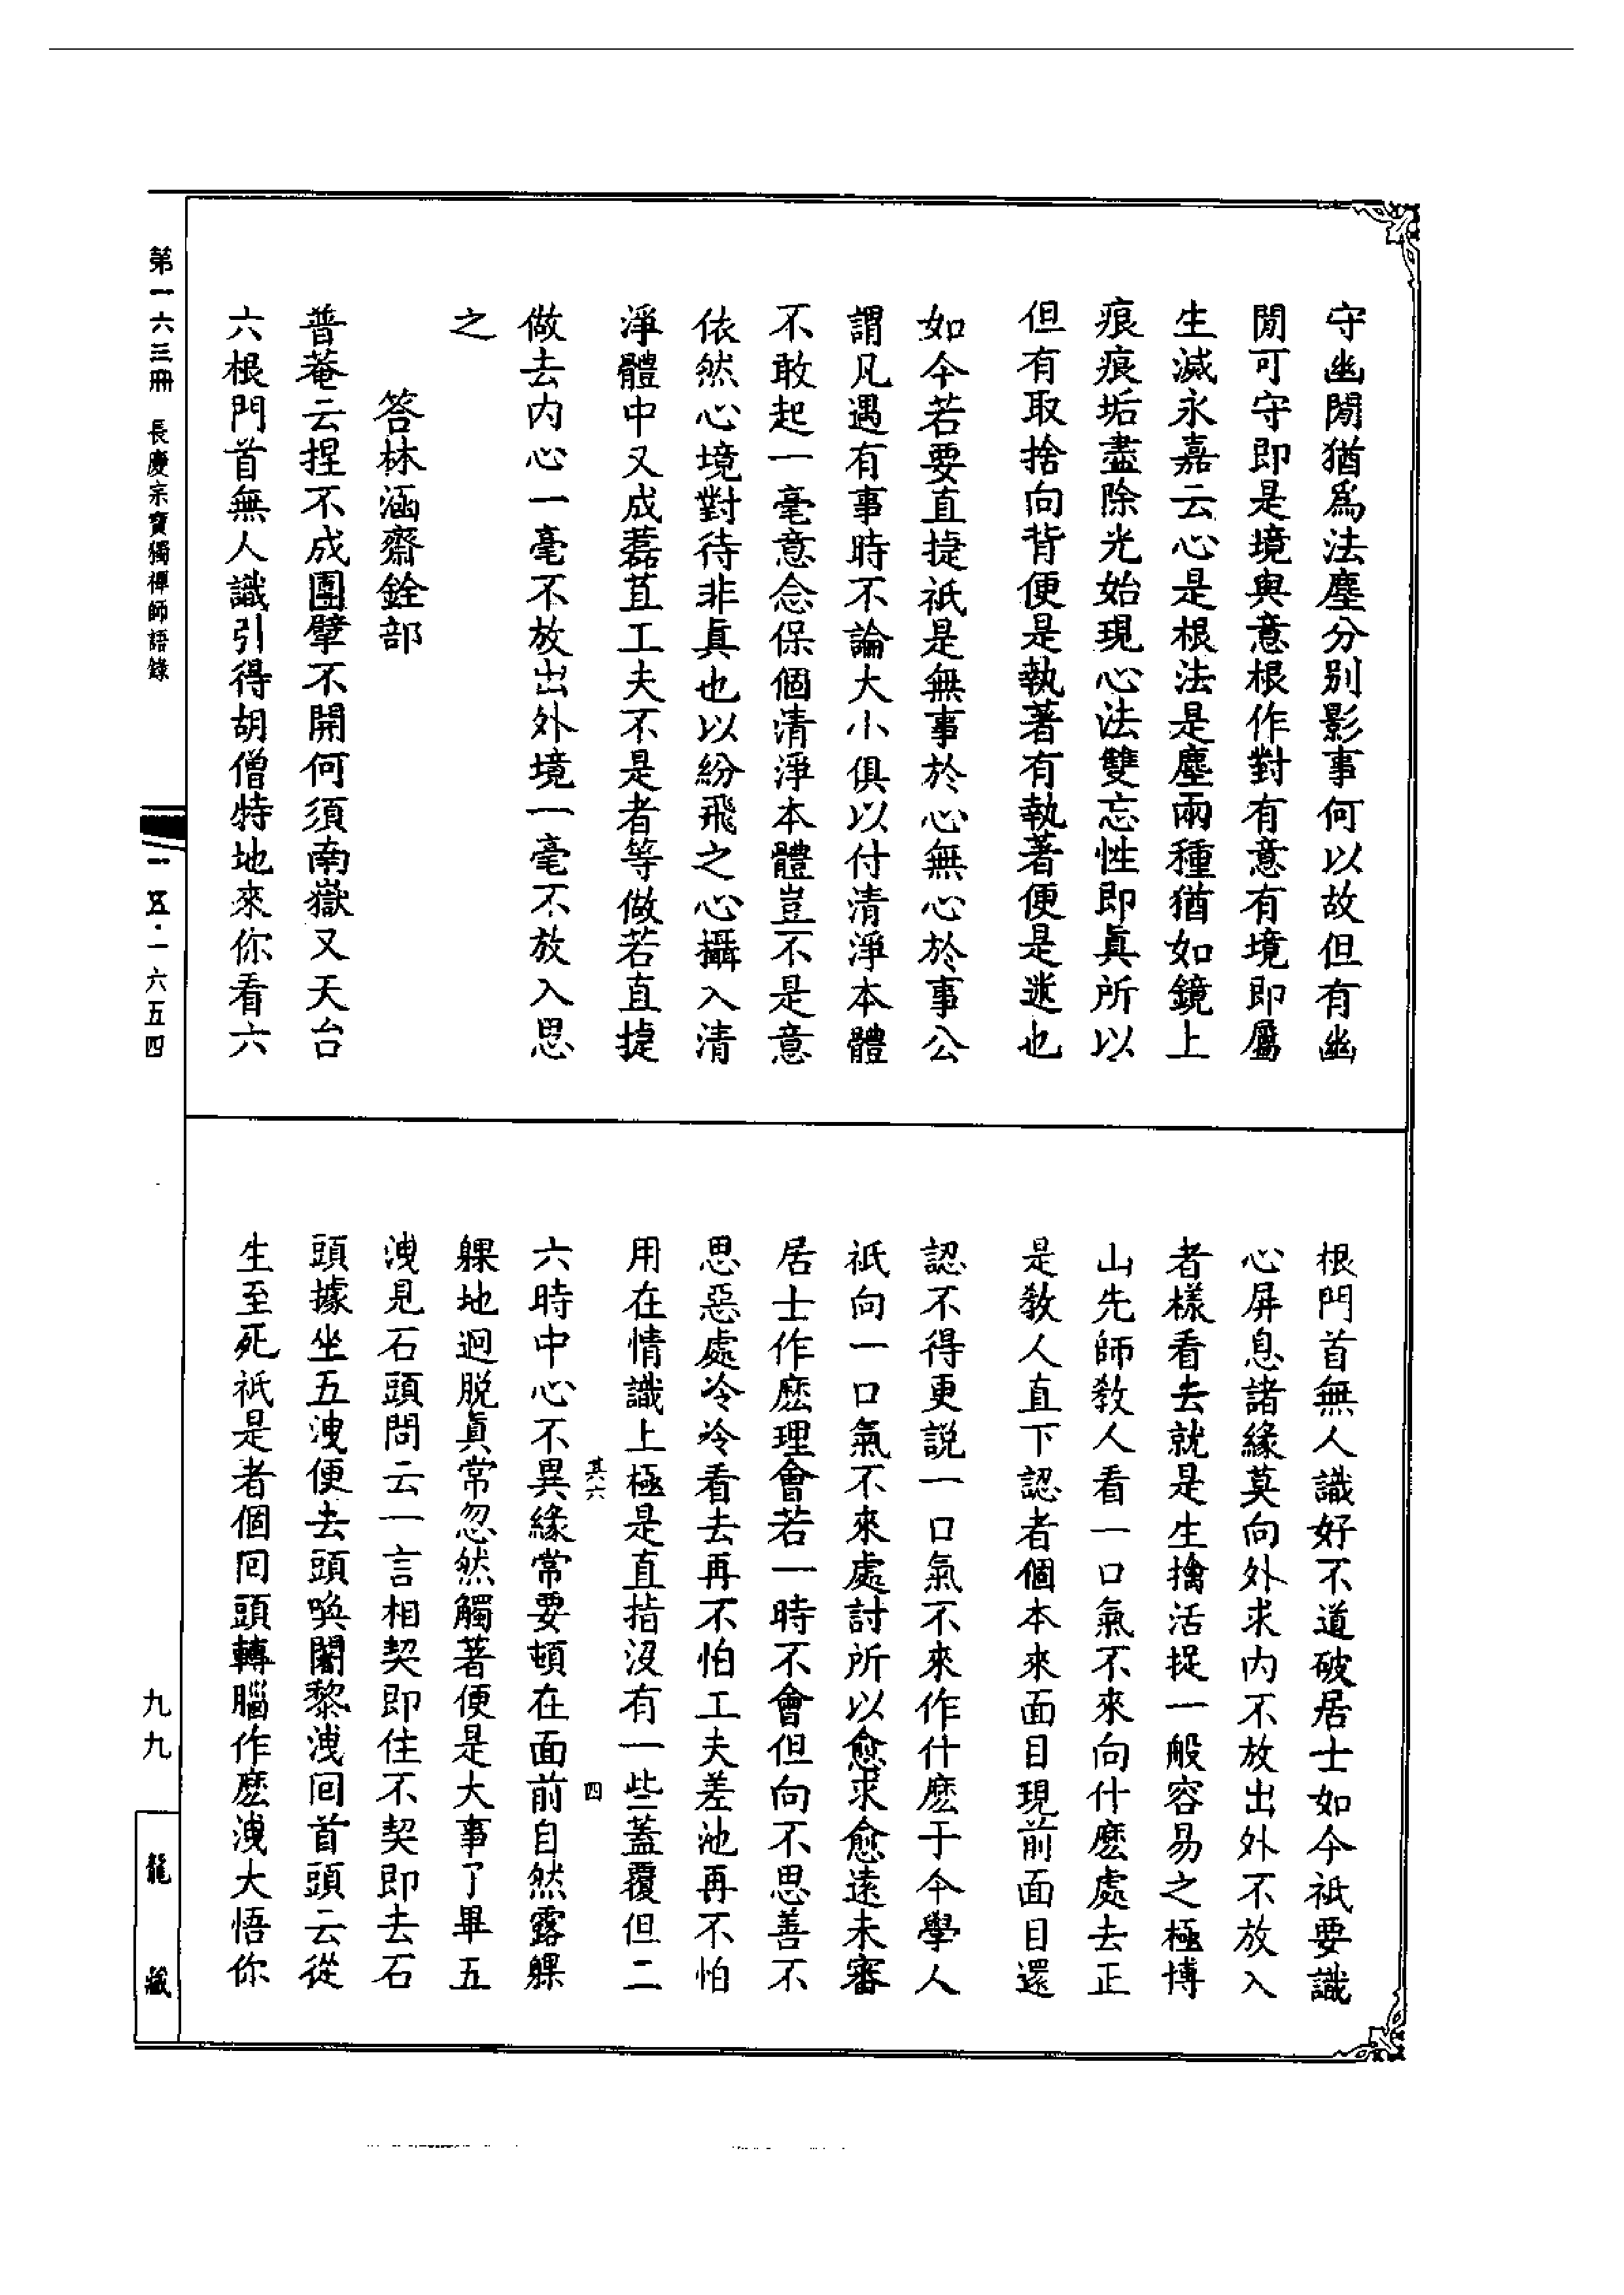 守幽閒猶為法塵分別影事何以故但有幽
閒可守即是境與意根作對有意有境即屬
生滅永嘉云心是根法是塵兩種猶如鏡上
痕痕垢盡除光始現心法雙忘性即真所以
但有取捨向背便是執著有執著便是迷也
如今若要直捷祇是無事於心無心於事公
謂凡遇有事時不論大小俱以付清淨本體
不敢起一毫意念保個清淨本體豈不是意
依然心境對待非真也以紛飛之心攝入清
淨體中又成藞苴工夫不是者等做若直捷
做去内心一毫不放出外境一毫不放入思
之
答林涵齋銓部
普菴云捏不成團擘不開何須南嶽又天台
六根門首無人識引得胡僧特地來你看六
根門首無人識好不道破居士如今祇要識
心屏息諸緣莫向外求内不放出外不放入
者樣看去就是生擒活捉一般容易之極博
山先師教人看一口氣不來向什麽處去正
是教人直下認者個本來面目現前面目還
認不得更説一口氣不來作什麽于今學人
祇向一口氣不來處討所以愈求愈遠未審
居士作麽理會若一時不會但向不思善不
思惡處冷冷看去再不怕工夫差池再不怕
用在情識上極是直指没有一些蓋覆但二
其六 四
六時中心不異緣常要頓在面前自然露躶
躶地迥脱真常忽然觸著便是大事了畢五
洩見石頭問云一言相契即住不契即去石
頭據坐五洩便去頭喚闍黎洩回首頭云從
生至死祇是者個回頭轉腦作麽洩大悟你
第一六三冊 長慶宗寶獨禪師語錄
一五·一六五四
九九
龍藏